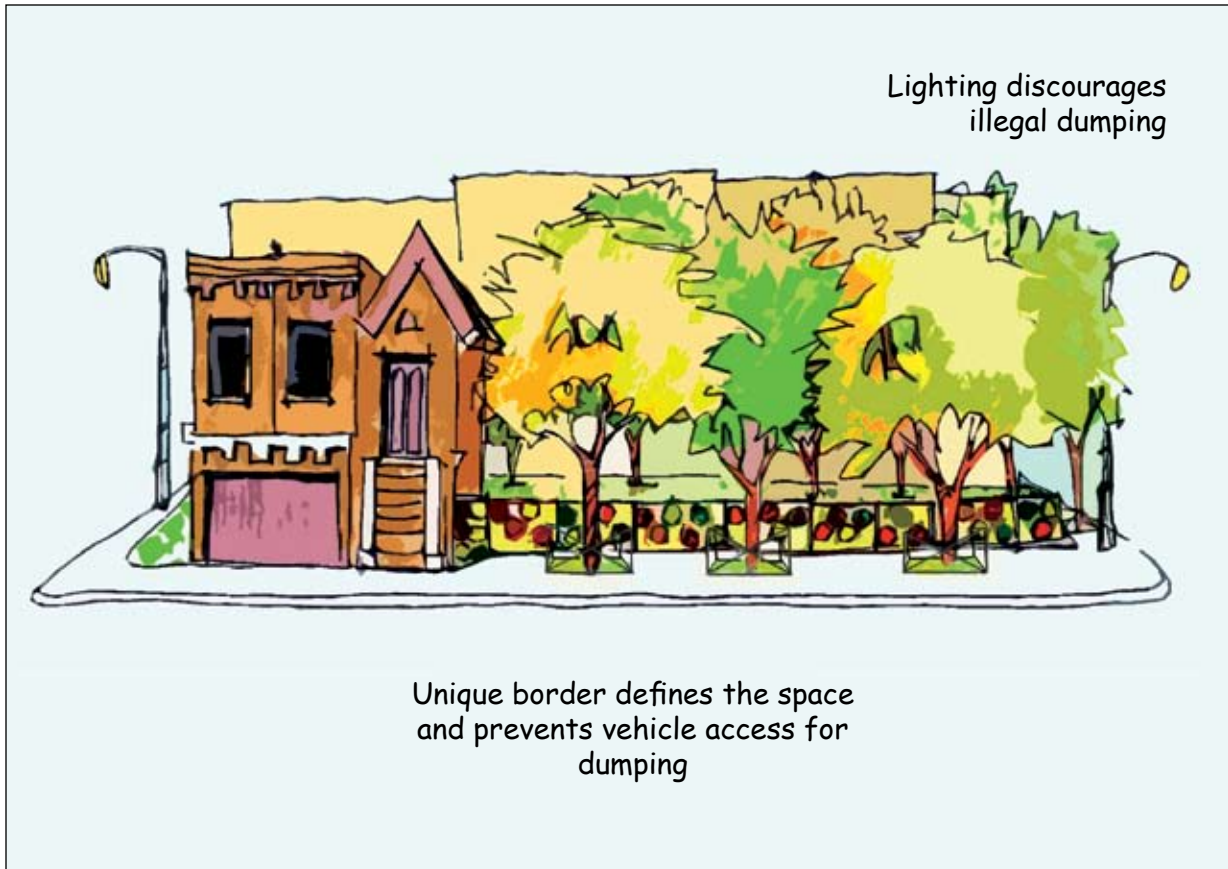 Lighting discourages
illegal dumping
Unique border defines the space
and prevents vehicle access for
dumping